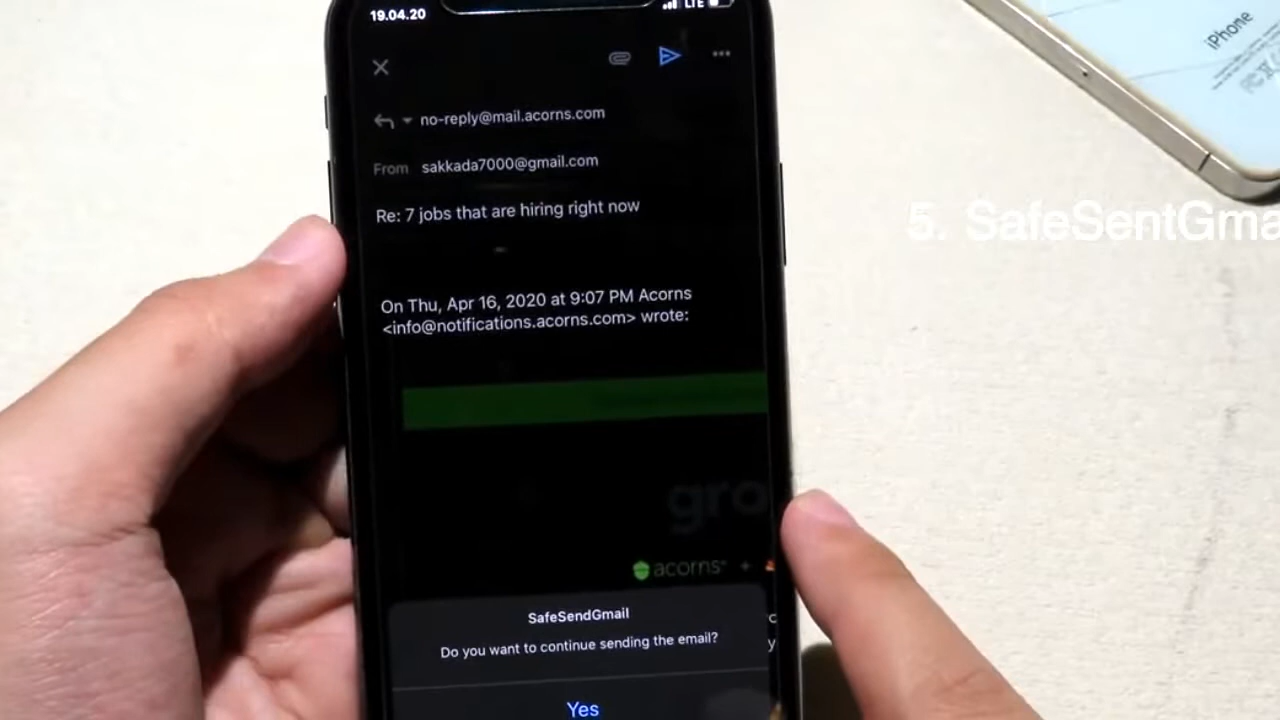 19.04.20
LTE
no-reply@mail.acorns.com
From sakkada7000@gmail.com
Re: 7 jobs that are hiring right now
On Thu, Apr 16, 2020 at 9:07 PM Acorns
<info@notifications.acorns.com> wrote:
gro
acorns +
SafeSendGmail
Do you want to continue sending the email?
Yes
iPhone
5. SafeSentGma